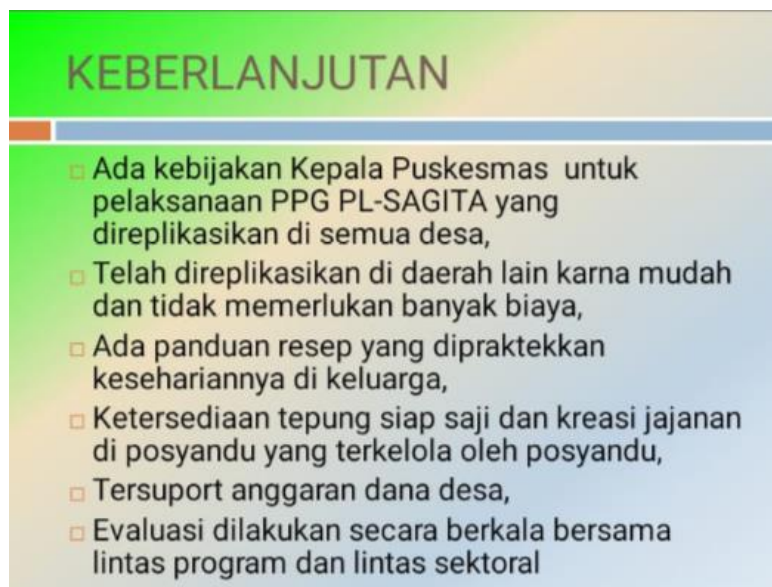 KEBERLANJUTAN
Ada kebijakan Kepala Puskesmas untuk
pelaksanaan PPG PL-SAGITA yang
direplikasikan di semua desa,
Telah direplikasikan di daerah lain karna mudah
dan tidak memerlukan banyak biaya,
Ada panduan resep yang dipraktekkan
kesehariannya di keluarga,
Ketersediaan tepung siap saji dan kreasi jajanan
di posyandu yang terkelola oleh posyandu,
Tersuport anggaran dana desa,
Evaluasi dilakukan secara berkala bersama
lintas program dan lintas sektoral